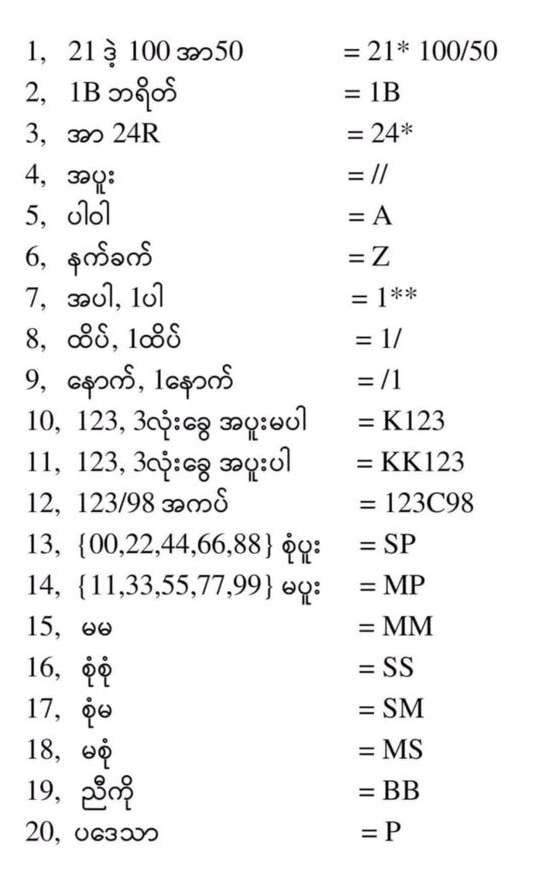 1, 21 ဒဲ့ 100 အာ50 = 21* 100/50
2, 1B ဘရိတ် = 1B
3, အာ 24R = 24*
4, အပူး = //
5, ပါဝါ = A
6, နက်ခက် = Z
7, အပါ, 1ပါ = 1**
8, ထိပ်, 1ထိပ် = 1/
9, နောက်, 1နောက် = /1
10, 123, 3လုံးခွေ အပူးမပါ = K123
11, 123, 3လုံးခွေ အပူးပါ = KK123
12, 123/98 အကပ် = 123C98
13, {00,22,44,66,88} စုံပူး = SP
14, {11,33,55,77,99} မပူး = MP
15, မမ = MM
16, စုံစုံ = SS
17, စုံမ = SM
18, မစုံ = MS
19, ညီကို = BB
20, ပဒေသာ = P